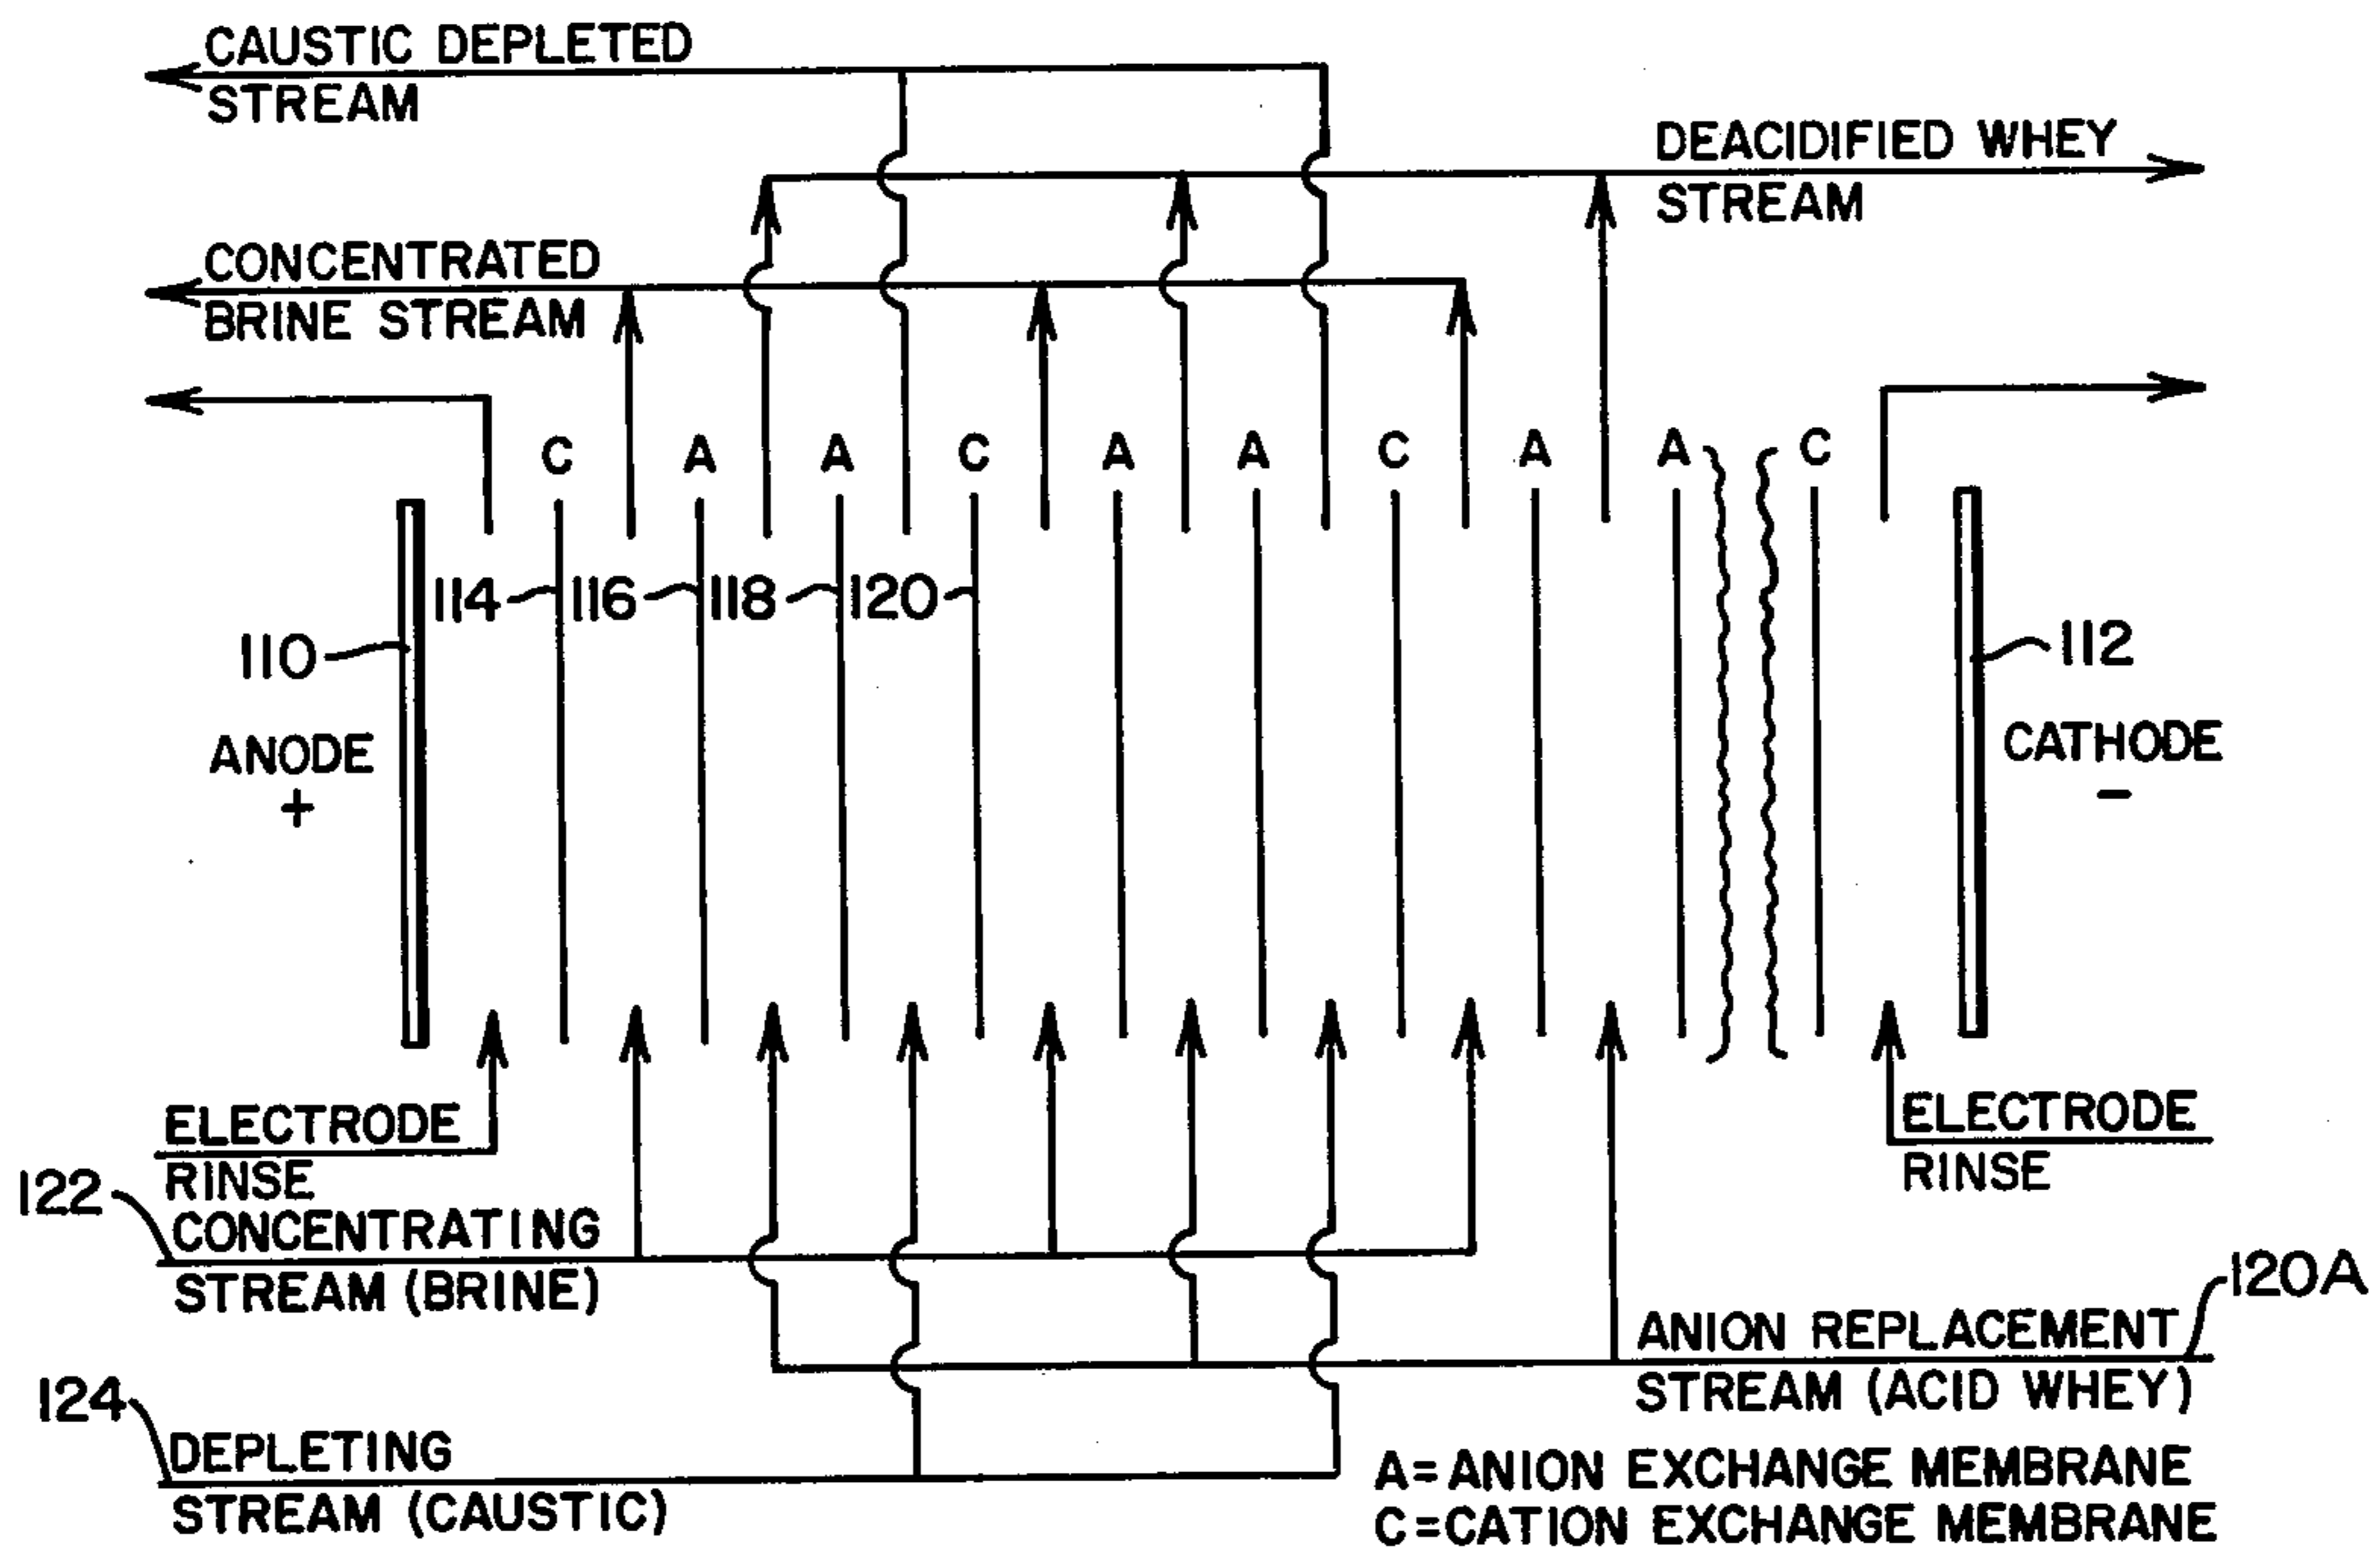 CAUSTIC DEPLETED
STREAM
DEACIDIFIED WHEY
STREAM
CONCENTRATED
BRINE STREAM
C A A C A A C A A C
114 116 118 120
110
112
ANODE
+
CATHODE
-
ELECTRODE
RINSE
ELECTRODE
RINSE
122
CONCENTRATING
STREAM (BRINE)
120A
ANION REPLACEMENT
STREAM (ACID WHEY)
124
DEPLETING
STREAM (CAUSTIC)
A=ANION EXCHANGE MEMBRANE
C=CATION EXCHANGE MEMBRANE